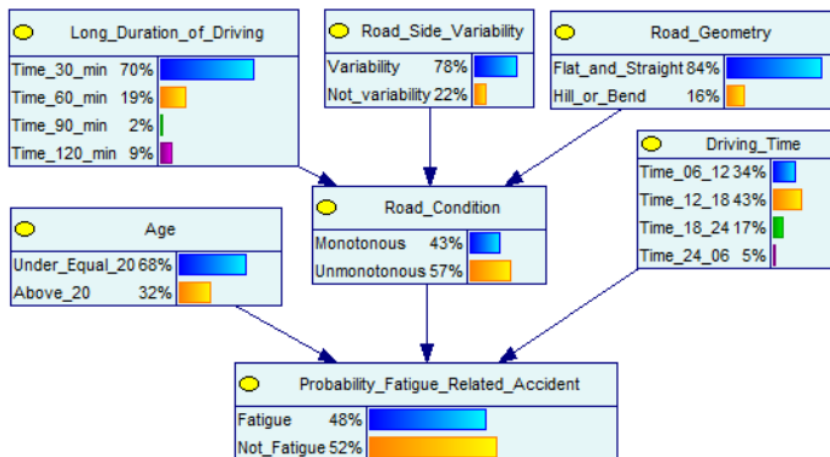 Long_Duration_of_Driving
Time_30_min 70%
Time_60_min 19%
Time_90_min 2%
Time_120_min 9%
Road_Side_Variability
Variability 78%
Not_variability 22%
Road_Geometry
Flat_and_Straight 84%
Hill_or_Bend 16%
Driving_Time
Time_06_12 34%
Time_12_18 43%
Time_18_24 17%
Time_24_06 5%
Road_Condition
Monotonous 43%
Unmonotonous 57%
Age
Under_Equal_20 68%
Above_20 32%
Probability_Fatigue_Related_Accident
Fatigue 48%
Not_Fatigue 52%